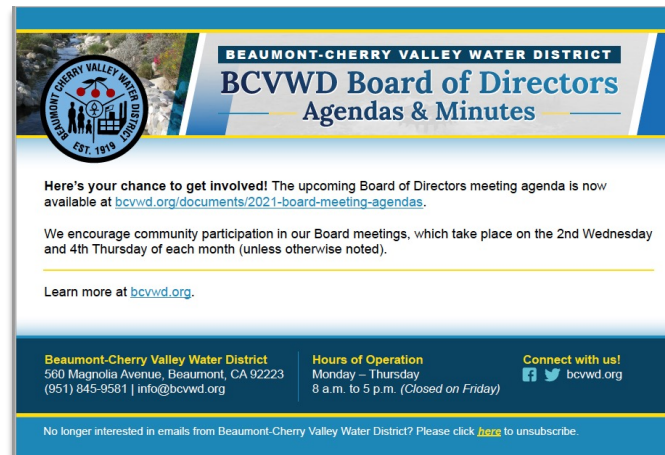 BEAUMONT-CHERRY VALLEY WATER DISTRICT
BCVWD Board of Directors
Agendas & Minutes
BEAUMONT CHERRY VALLEY WATER DISTRICT
EST. 1919
Here's your chance to get involved! The upcoming Board of Directors meeting agenda is now
available at bcvwd.org/documents/2021-board-meeting-agendas.
We encourage community participation in our Board meetings, which take place on the 2nd Wednesday
and 4th Thursday of each month (unless otherwise noted).
Learn more at bcvwd.org.
Beaumont-Cherry Valley Water District
560 Magnolia Avenue, Beaumont, CA 92223
(951) 845-9581 | info@bcvwd.org
Hours of Operation
Monday – Thursday
8 a.m. to 5 p.m. (Closed on Friday)
Connect with us!
bcvwd.org
No longer interested in emails from Beaumont-Cherry Valley Water District? Please click here to unsubscribe.